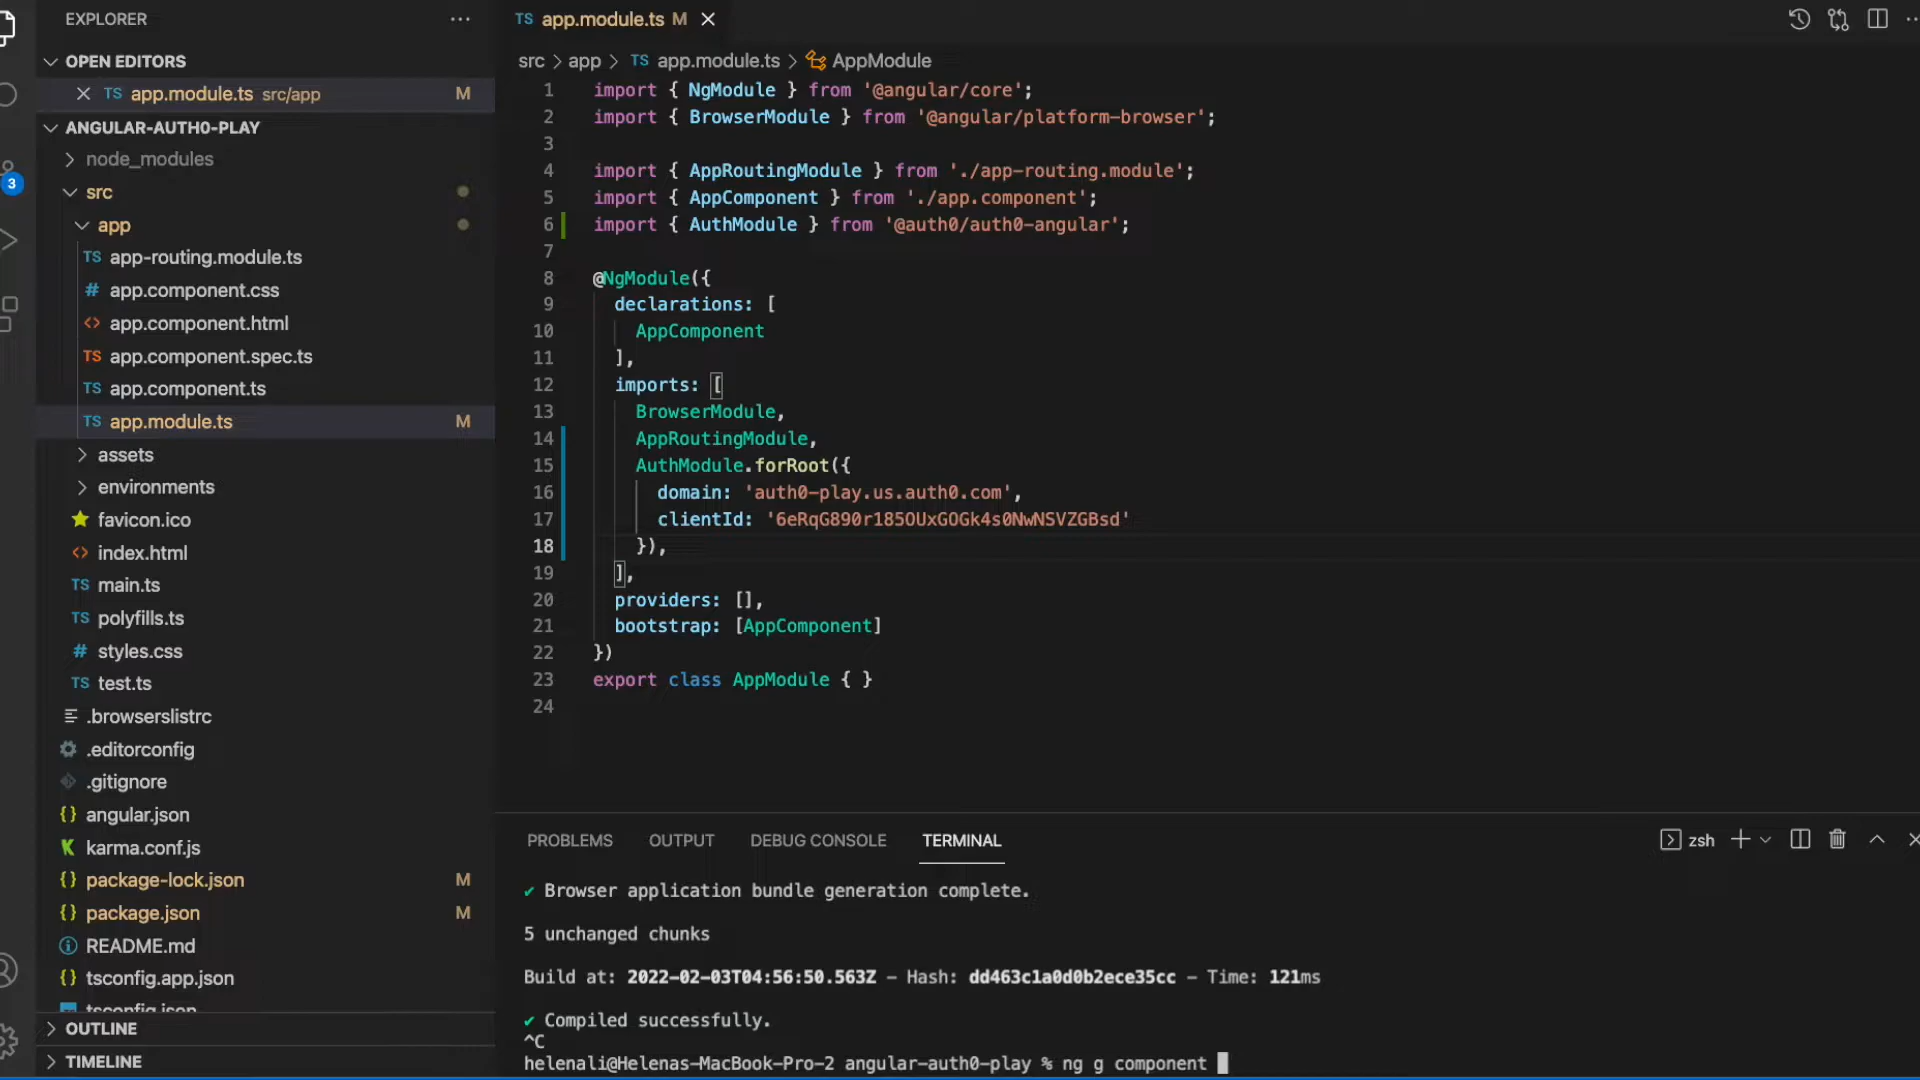 EXPLORER
OPEN EDITORS
TS app.module.ts src/app M
ANGULAR-AUTH0-PLAY
node_modules
src
app
TS app-routing.module.ts
# app.component.css
<> app.component.html
TS app.component.spec.ts
TS app.component.ts
TS app.module.ts M
assets
environments
favicon.ico
<> index.html
TS main.ts
TS polyfills.ts
# styles.css
TS test.ts
.browserslistrc
.editorconfig
.gitignore
{} angular.json
K karma.conf.js
{} package-lock.json M
{} package.json M
README.md
{} tsconfig.app.json
tsconfig.json
OUTLINE
TIMELINE
3
TS app.module.ts M
src > app > TS app.module.ts > AppModule
1 import { NgModule } from '@angular/core';
2 import { BrowserModule } from '@angular/platform-browser';
3
4 import { AppRoutingModule } from './app-routing.module';
5 import { AppComponent } from './app.component';
6 import { AuthModule } from '@auth0/auth0-angular';
7
8 @NgModule({
9 declarations: [
10 AppComponent
11 ],
12 imports: [
13 BrowserModule,
14 AppRoutingModule,
15 AuthModule.forRoot({
16 domain: 'auth0-play.us.auth0.com',
17 clientId: '6eRqG890r185OUxGOGk4s0NwNSVZGBsd'
18 }),
19 ],
20 providers: [],
21 bootstrap: [AppComponent]
22 })
23 export class AppModule { }
24
PROBLEMS OUTPUT DEBUG CONSOLE TERMINAL zsh
✔ Browser application bundle generation complete.
5 unchanged chunks
Build at: 2022-02-03T04:56:50.563Z - Hash: dd463c1a0d0b2ece35cc - Time: 121ms
✔ Compiled successfully.
^C
helenali@Helenas-MacBook-Pro-2 angular-auth0-play % ng g component